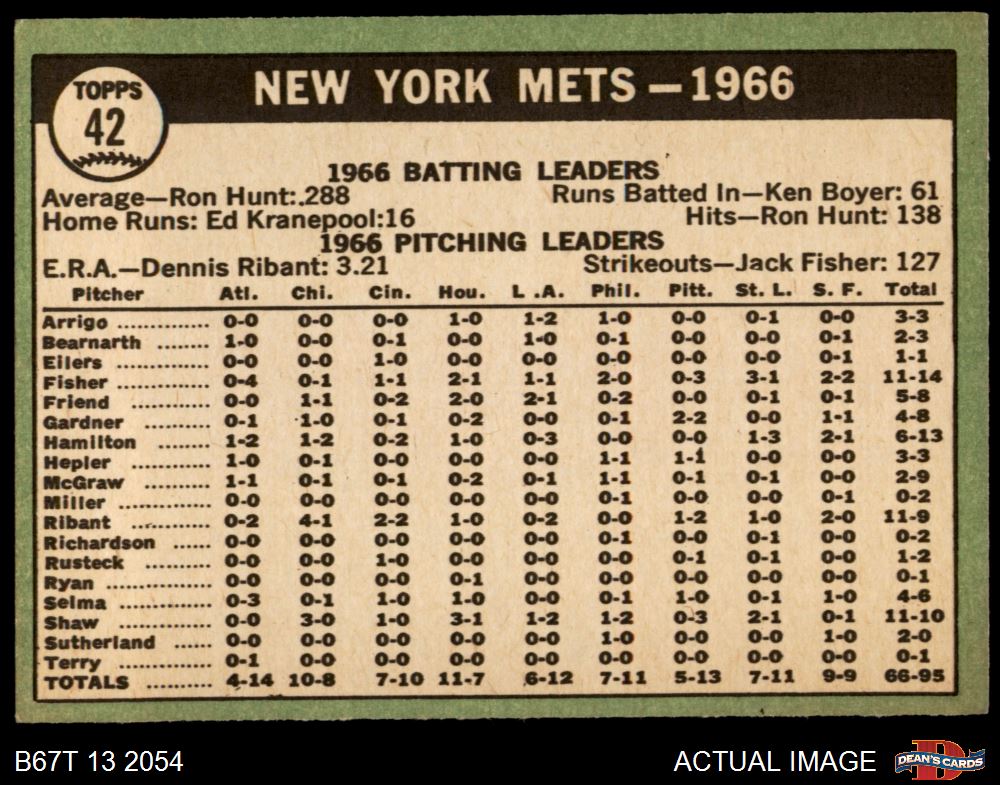 TOPPS
42
NEW YORK METS — 1966
1966 BATTING LEADERS
Average—Ron Hunt:.288 Runs Batted In—Ken Boyer: 61
Home Runs: Ed Kranepool:16 Hits—Ron Hunt: 138
1966 PITCHING LEADERS
E.R.A.—Dennis Ribant: 3.21 Strikeouts—Jack Fisher: 127
Pitcher Atl. Chi. Cin. Hou. L .A. Phil. Pitt. St. L. S. F. Total
Arrigo .............. 0-0 0-0 0-0 1-0 1-2 1-0 0-0 0-1 0-0 3-3
Bearnarth ........ 1-0 0-0 0-1 0-0 1-0 0-1 0-0 0-0 0-1 2-3
Eilers .............. 0-0 0-0 1-0 0-0 0-0 0-0 0-0 0-0 0-1 1-1
Fisher .............. 0-4 0-1 1-1 2-1 1-1 2-0 0-3 3-1 2-2 11-14
Friend ............ 0-0 1-1 0-2 2-0 2-1 0-2 0-0 0-1 0-1 5-8
Gardner .......... 0-1 1-0 0-1 0-2 0-0 0-1 2-2 0-0 1-1 4-8
Hamilton .......... 1-2 1-2 0-2 1-0 0-3 0-0 0-0 1-3 2-1 6-13
Hepler ............ 1-0 0-1 0-0 0-0 0-0 1-1 1-1 0-0 0-0 3-3
McGraw .......... 1-1 0-1 0-1 0-2 0-1 1-1 0-1 0-1 0-0 2-9
Miller .............. 0-0 0-0 0-0 0-0 0-0 0-1 0-0 0-0 0-1 0-2
Ribant ............ 0-2 4-1 2-2 1-0 0-2 0-0 1-2 1-0 2-0 11-9
Richardson ...... 0-0 0-0 0-0 0-0 0-0 0-1 0-0 0-1 0-0 0-2
Rusteck .......... 0-0 0-0 1-0 0-0 0-0 0-0 0-1 0-1 0-0 1-2
Ryan .............. 0-0 0-0 0-0 0-1 0-0 0-0 0-0 0-0 0-0 0-1
Selma .............. 0-3 0-1 1-0 1-0 0-0 0-1 1-0 0-1 1-0 4-6
Shaw .............. 0-0 3-0 1-0 3-1 1-2 1-2 0-3 2-1 0-1 11-10
Sutherland ...... 0-0 0-0 0-0 0-0 0-0 1-0 0-0 0-0 1-0 2-0
Terry .............. 0-1 0-0 0-0 0-0 0-0 0-0 0-0 0-0 0-0 0-1
TOTALS .......... 4-14 10-8 7-10 11-7 6-12 7-11 5-13 7-11 9-9 66-95
B67T 13 2054 ACTUAL IMAGE DEAN'S CARDS